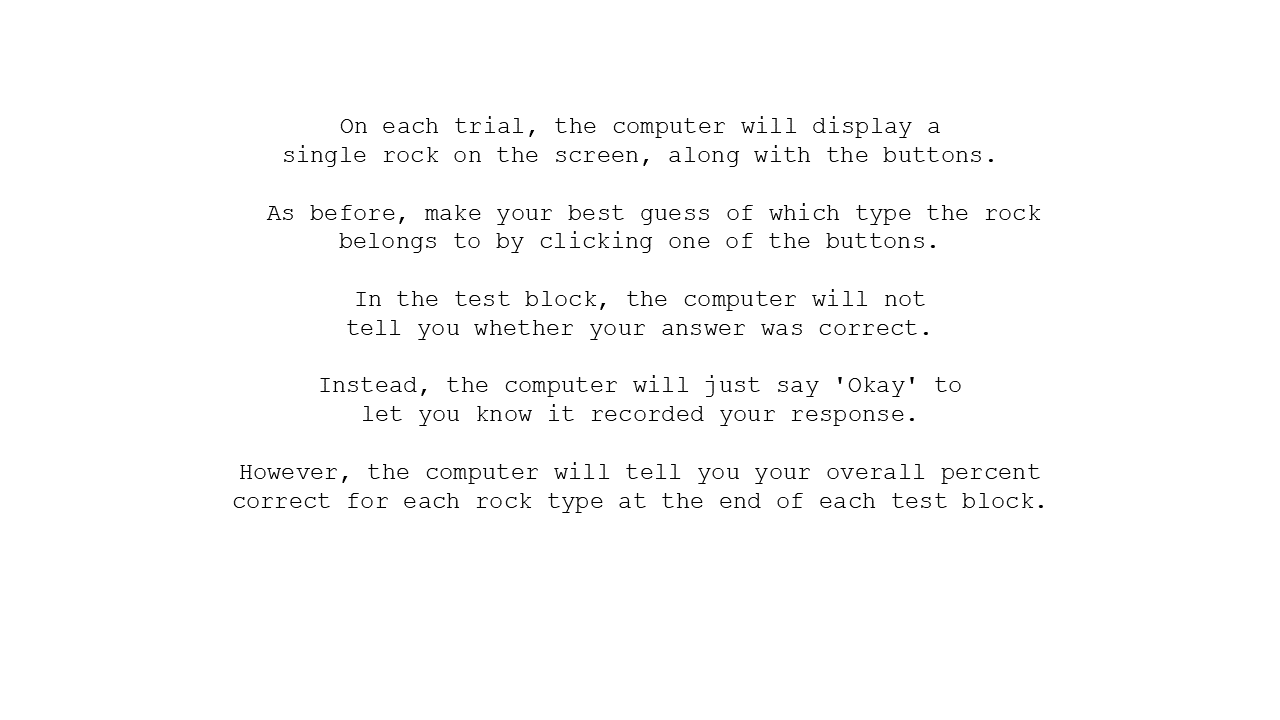 On each trial, the computer will display a
single rock on the screen, along with the buttons.
As before, make your best guess of which type the rock
belongs to by clicking one of the buttons.
In the test block, the computer will not
tell you whether your answer was correct.
Instead, the computer will just say 'Okay' to
let you know it recorded your response.
However, the computer will tell you your overall percent
correct for each rock type at the end of each test block.